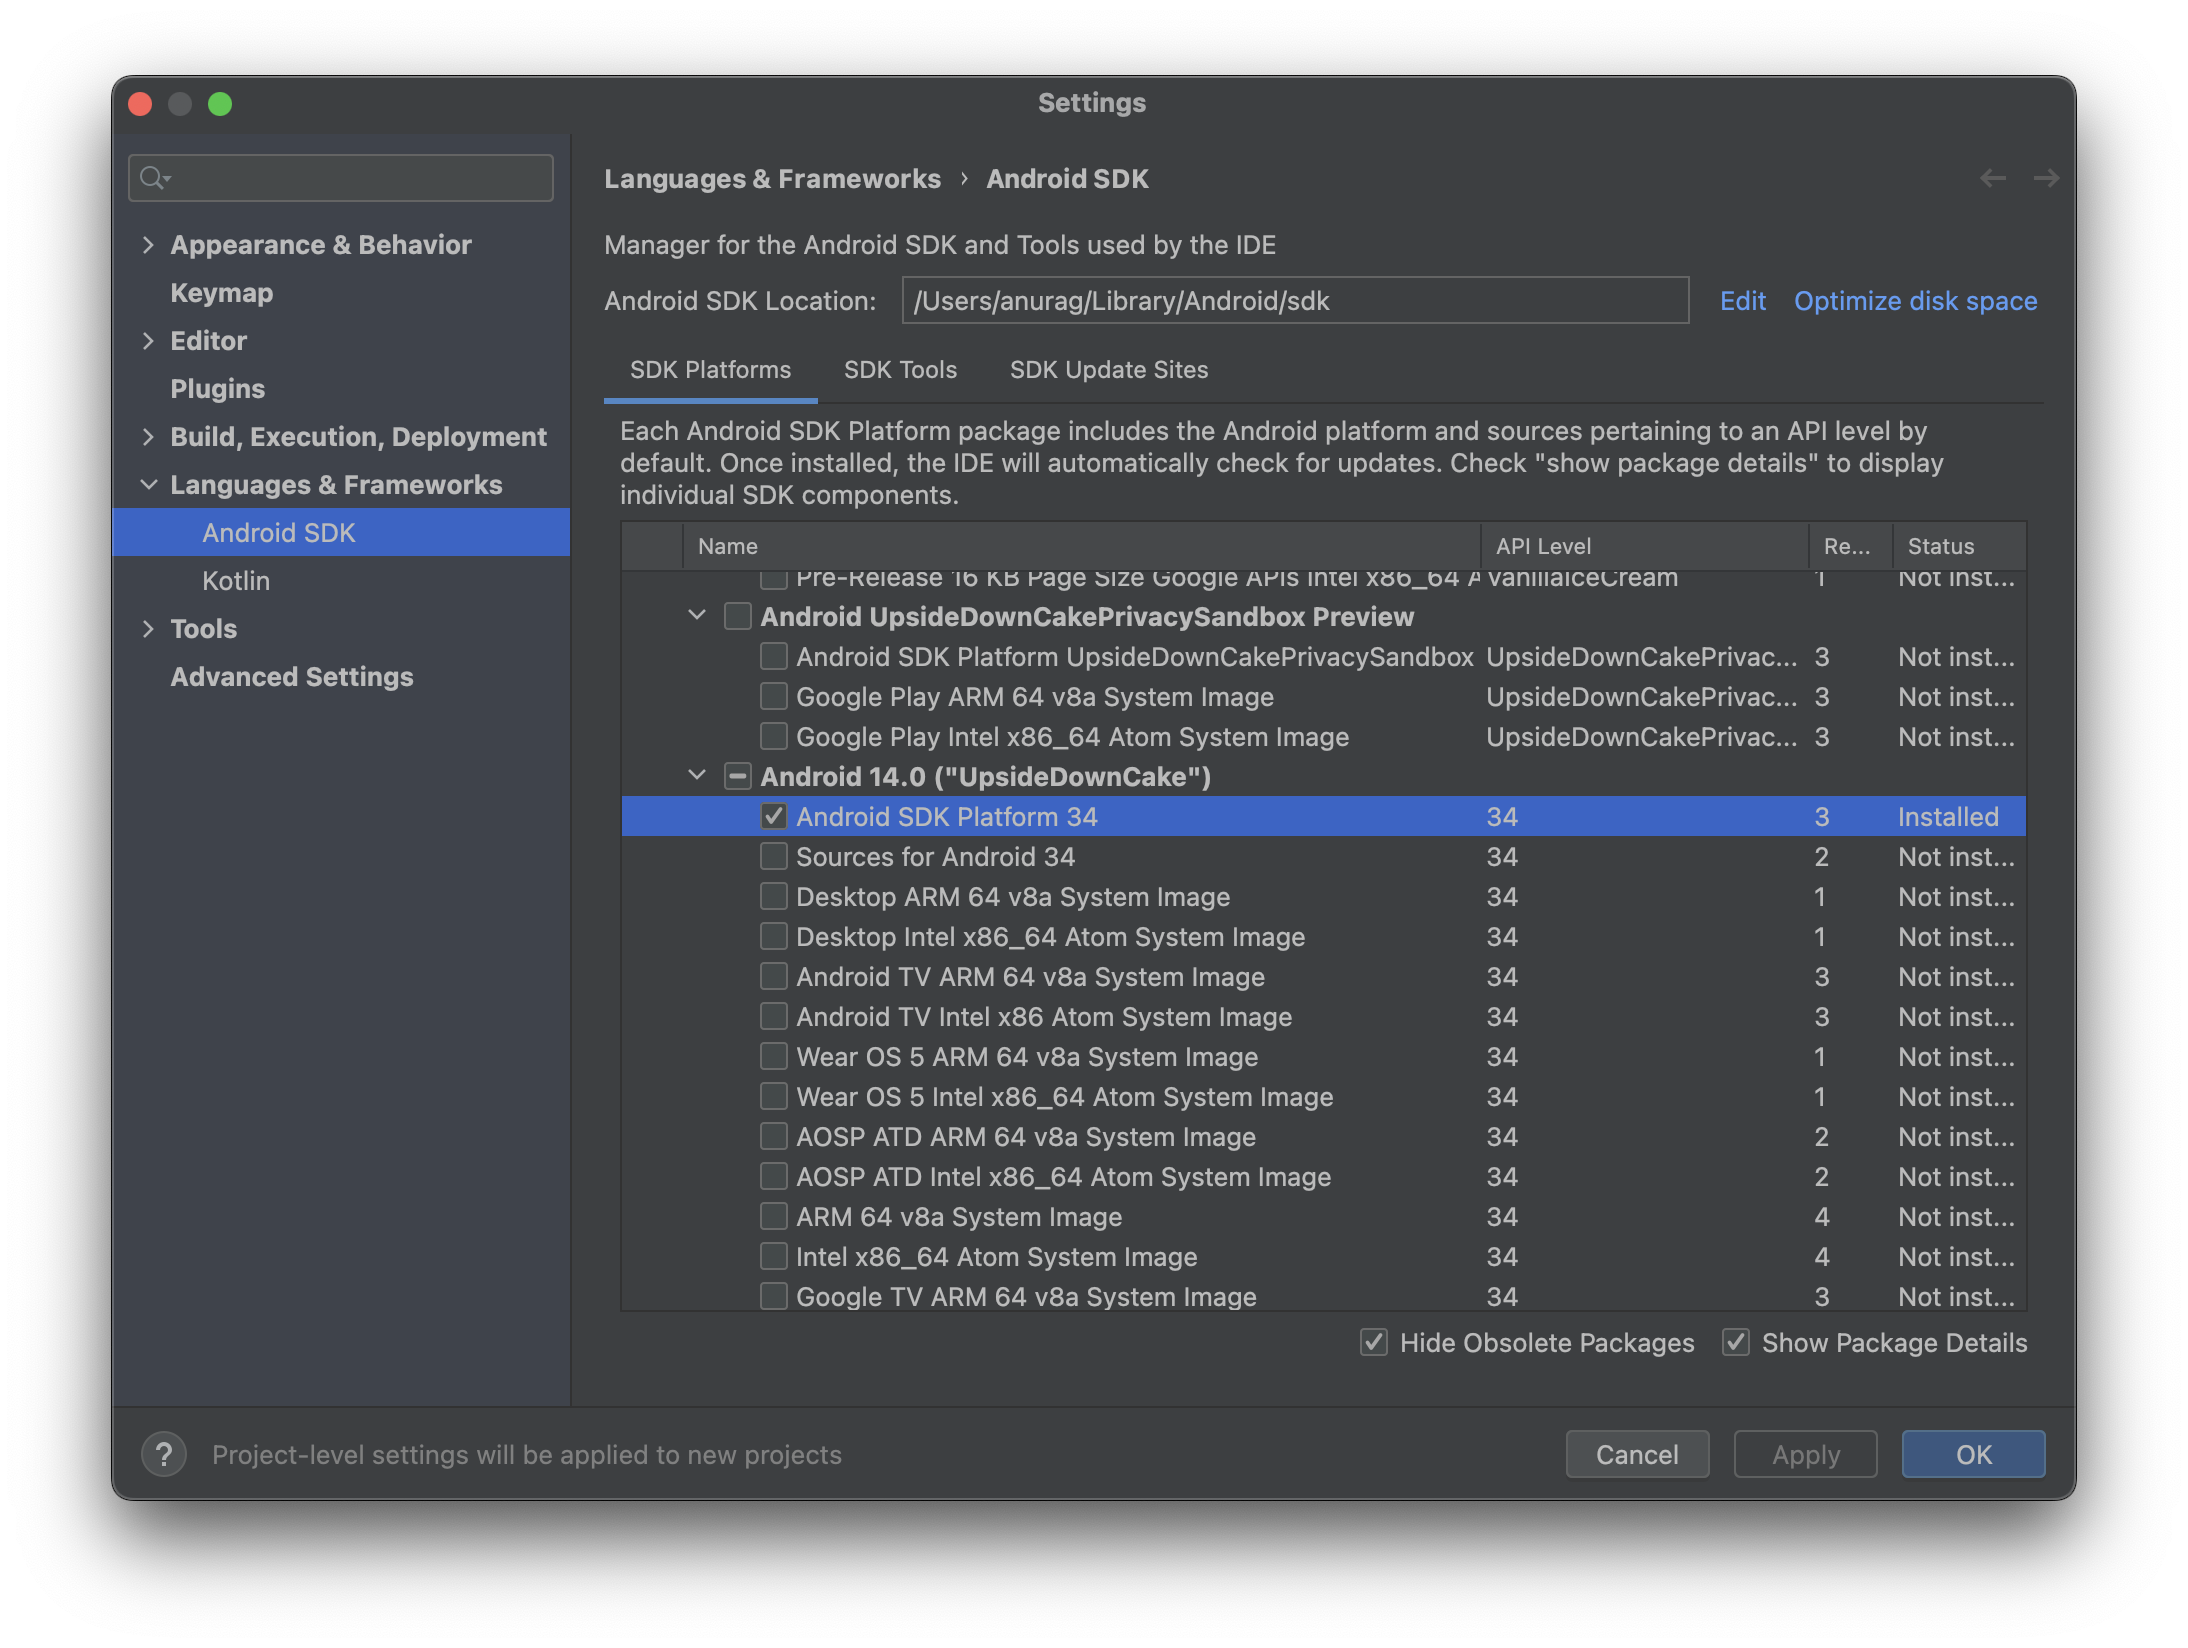 Settings
Appearance & Behavior
Keymap
Editor
Plugins
Build, Execution, Deployment
Languages & Frameworks
Android SDK
Kotlin
Tools
Advanced Settings
Languages & Frameworks › Android SDK
Manager for the Android SDK and Tools used by the IDE
Android SDK Location: /Users/anurag/Library/Android/sdk Edit Optimize disk space
SDK Platforms SDK Tools SDK Update Sites
Each Android SDK Platform package includes the Android platform and sources pertaining to an API level by
default. Once installed, the IDE will automatically check for updates. Check "show package details" to display
individual SDK components.
Name API Level Re... Status
Pre-Release 16 KB Page Size Google APIs Intel x86_64 A VanillaIceCream 1 Not inst...
Android UpsideDownCakePrivacySandbox Preview
Android SDK Platform UpsideDownCakePrivacySandbox UpsideDownCakePrivac... 3 Not inst...
Google Play ARM 64 v8a System Image UpsideDownCakePrivac... 3 Not inst...
Google Play Intel x86_64 Atom System Image UpsideDownCakePrivac... 3 Not inst...
Android 14.0 ("UpsideDownCake")
Android SDK Platform 34 34 3 Installed
Sources for Android 34 34 2 Not inst...
Desktop ARM 64 v8a System Image 34 1 Not inst...
Desktop Intel x86_64 Atom System Image 34 1 Not inst...
Android TV ARM 64 v8a System Image 34 3 Not inst...
Android TV Intel x86 Atom System Image 34 3 Not inst...
Wear OS 5 ARM 64 v8a System Image 34 1 Not inst...
Wear OS 5 Intel x86_64 Atom System Image 34 1 Not inst...
AOSP ATD ARM 64 v8a System Image 34 2 Not inst...
AOSP ATD Intel x86_64 Atom System Image 34 2 Not inst...
ARM 64 v8a System Image 34 4 Not inst...
Intel x86_64 Atom System Image 34 4 Not inst...
Google TV ARM 64 v8a System Image 34 3 Not inst...
Hide Obsolete Packages Show Package Details
? Project-level settings will be applied to new projects
Cancel Apply OK